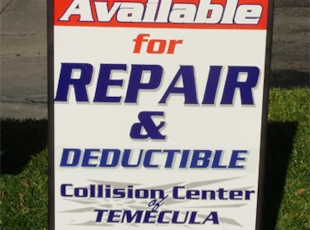 Available
for
REPAIR
&
DEDUCTIBLE
Collision Center
of
TEMECULA